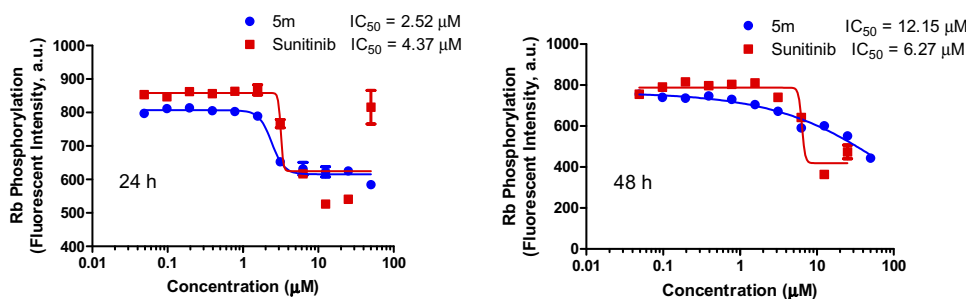 5m IC50 = 2.52 µM
Sunitinib IC50 = 4.37 µM
Rb Phosphorylation
(Fluorescent Intensity, a.u.)
1000
900
800
700
600
500
400
24 h
0.01 0.1 1 10 100
Concentration (µM)
5m IC50 = 12.15 µM
Sunitinib IC50 = 6.27 µM
Rb Phosphorylation
(Fluorescent Intensity, a.u.)
1000
800
600
400
200
0
48 h
0.01 0.1 1 10 100
Concentration (µM)